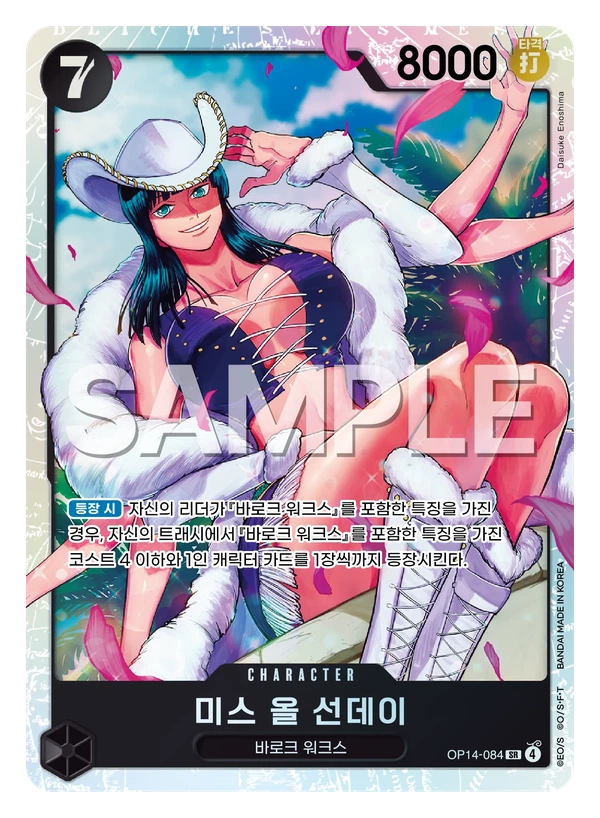 7
8000
타격
打
Daisuke Enoshima
SAMPLE
등장 시 자신의 리더가 『바로크 워크스』를 포함한 특징을 가진
경우, 자신의 트래시에서 『바로크 워크스』를 포함한 특징을 가진
코스트 4 이하와 1인 캐릭터 카드를 1장씩까지 등장시킨다.
CHARACTER
미스 올 선데이
바로크 워크스
OP14-084 SR 4
©EO/S ©O/S·F·T BANDAI MADE IN KOREA